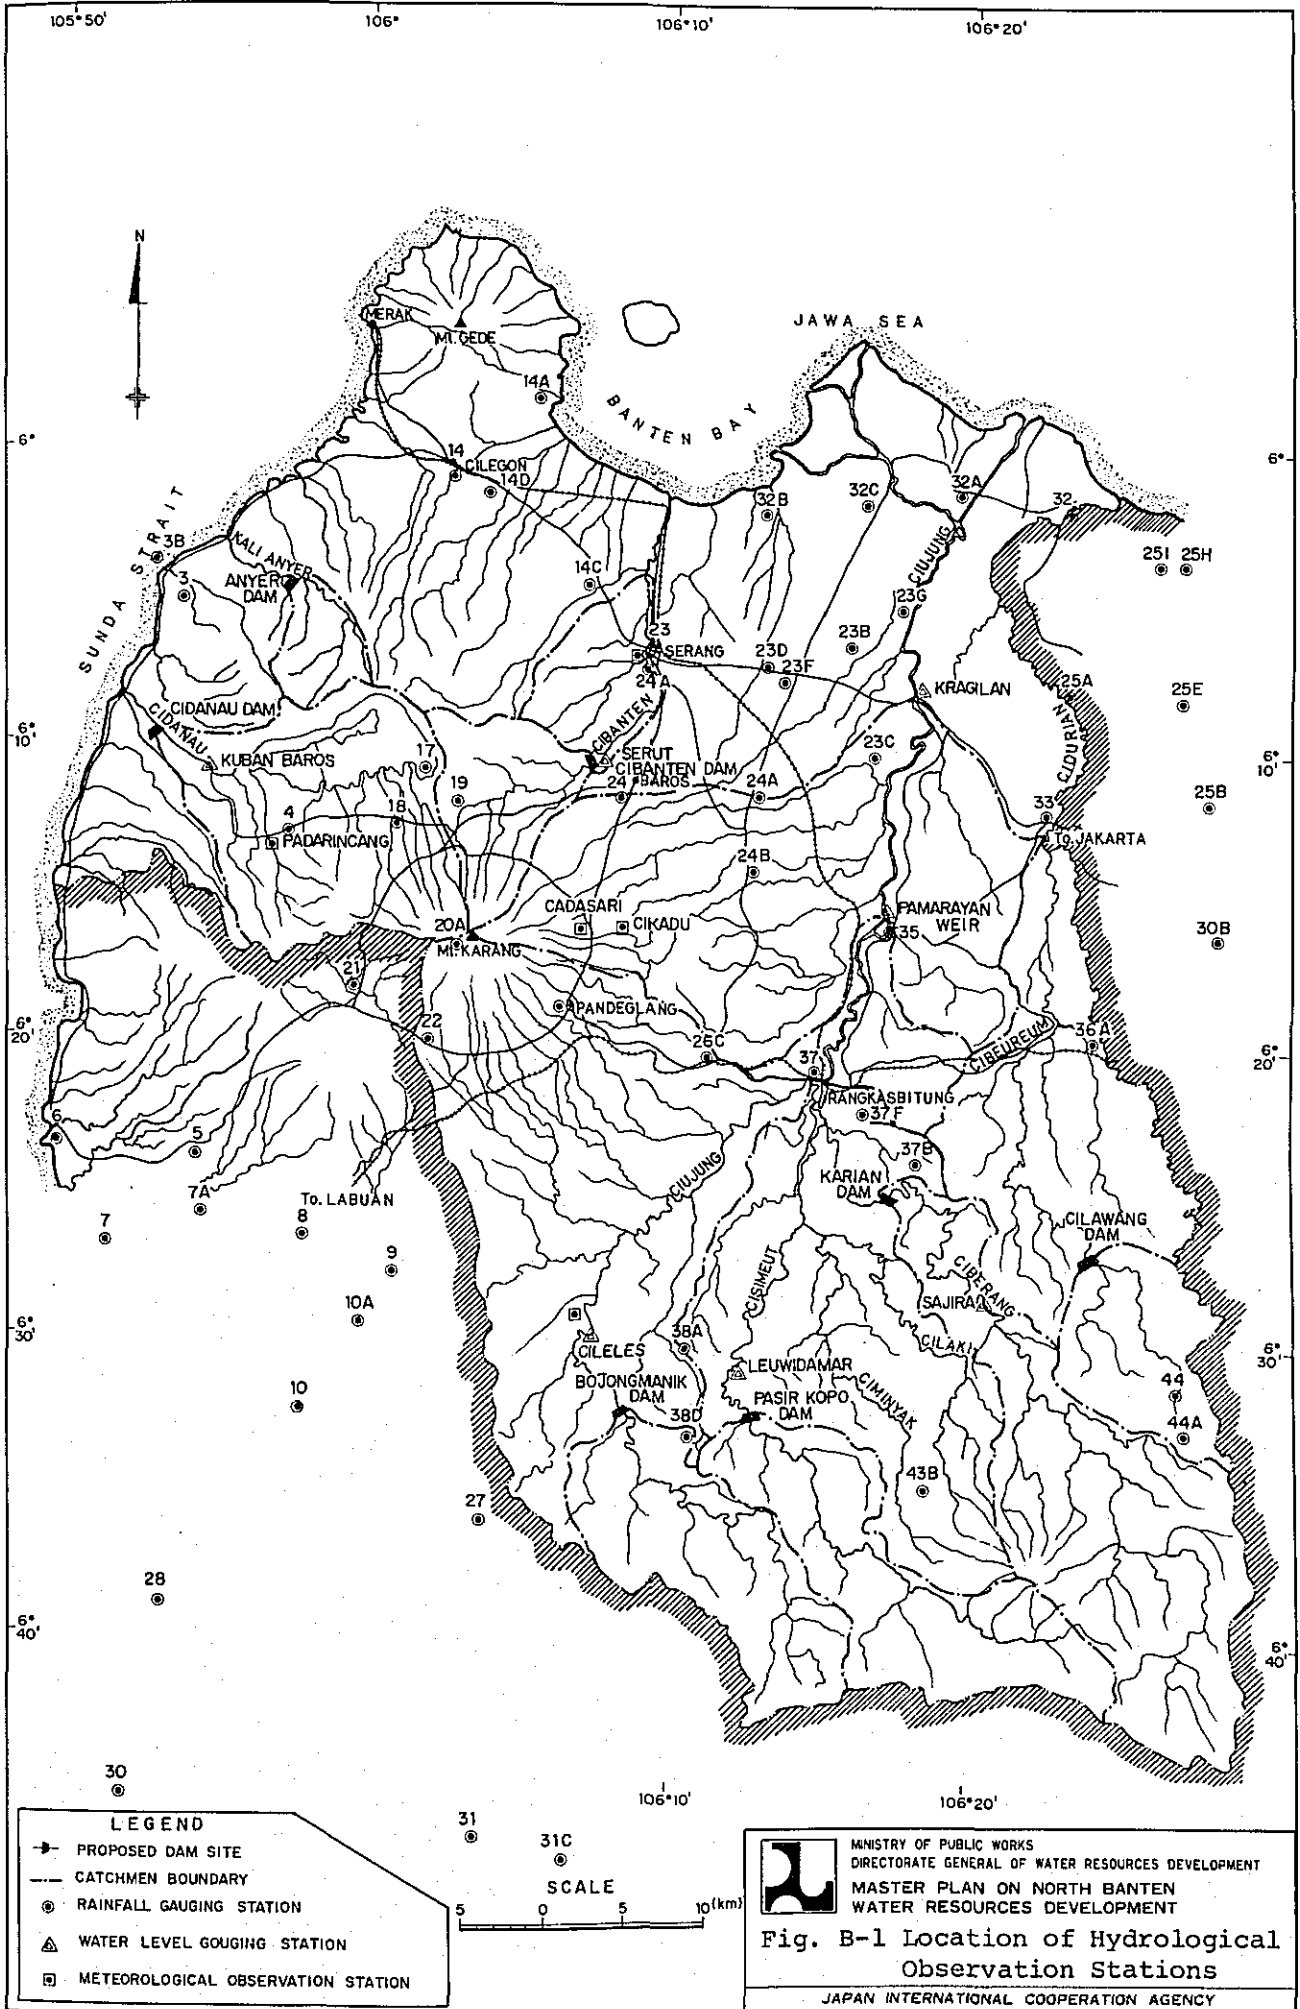 105°50'
106°
106°10'
106°20'
N
MERAK
Mt. GEDE
JAWA SEA
14A
BANTEN BAY
6°
6°
14
CILEGON
14D
32B
32C
32A
32
SUNDA STRAIT
3B
KALI ANYER
3
ANYER
DAM
14C
CIUJUNG
25I
25H
23G
23
SERANG
23B
23D
23F
24A
KRAGILAN
25A
25E
CIDANAU DAM
CIDANAU
CIBANTEN
CIDURIAN
10'
KUBAN BAROS
17
SERUT
CIBANTEN DAM
23C
6°
10'
19
24
BAROS
24A
25B
4
18
33
PADARINCANG
To. JAKARTA
24B
CADASARI
CIKADU
PAMARAYAN
WEIR
35
20A
Mt. KARANG
30B
21
PANDEGLANG
6°
20'
22
26C
CIBEUREUM
36A
37
6°
20'
RANGKASBITUNG
37F
6
5
CIUJUNG
37B
7A
To. LABUAN
KARIAN
DAM
CILAWANG
DAM
7
8
9
CISIMEUT
CIBERANG
10A
SAJIRA
6°
30'
38A
CILAKI
CILELES
LEUWIDAMAR
6°
30'
BOJONGMANIK
DAM
CIMINYAK
PASIR KOPO
DAM
44
10
38D
44A
43B
27
28
6°
40'
6°
40'
30
106°10'
106°20'
31
31C
LEGEND
PROPOSED DAM SITE
CATCHMEN BOUNDARY
RAINFALL GAUGING STATION
WATER LEVEL GOUGING STATION
METEOROLOGICAL OBSERVATION STATION
SCALE
5 0 5 10(km)
MINISTRY OF PUBLIC WORKS
DIRECTORATE GENERAL OF WATER RESOURCES DEVELOPMENT
MASTER PLAN ON NORTH BANTEN
WATER RESOURCES DEVELOPMENT
Fig. B-1 Location of Hydrological
Observation Stations
JAPAN INTERNATIONAL COOPERATION AGENCY